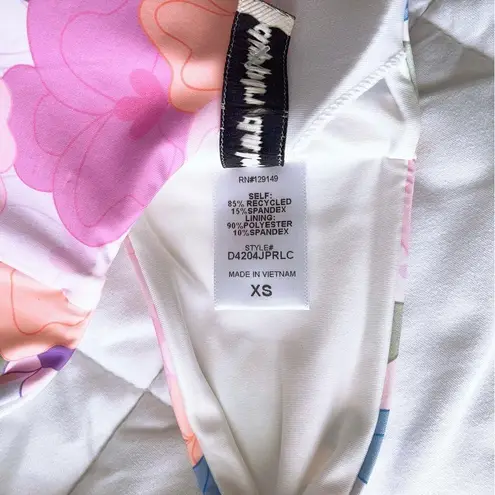 RN#129149
SELF:
85% RECYCLED
15%SPANDEX
LINING:
90%POLYESTER
10%SPANDEX
STYLE#
D4204JPRLC
MADE IN VIETNAM
XS